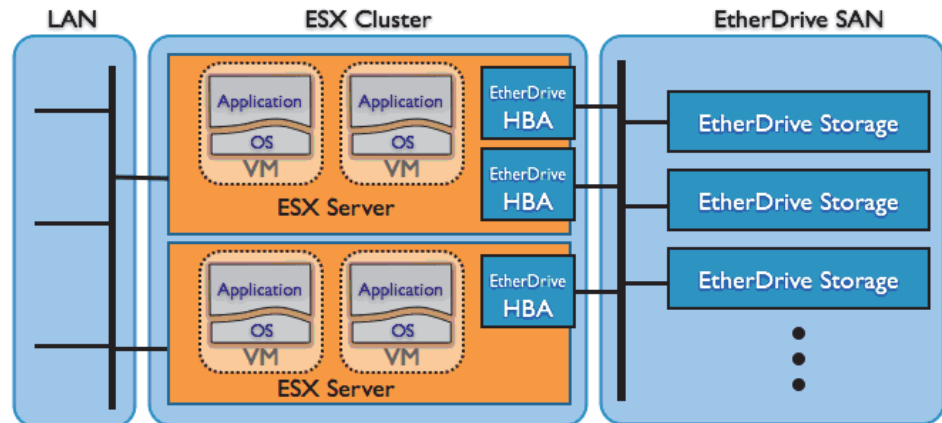 LAN
ESX Cluster
EtherDrive SAN
Application
OS
VM
Application
OS
VM
ESX Server
EtherDrive
HBA
EtherDrive
HBA
Application
OS
VM
Application
OS
VM
ESX Server
EtherDrive
HBA
EtherDrive Storage
EtherDrive Storage
EtherDrive Storage